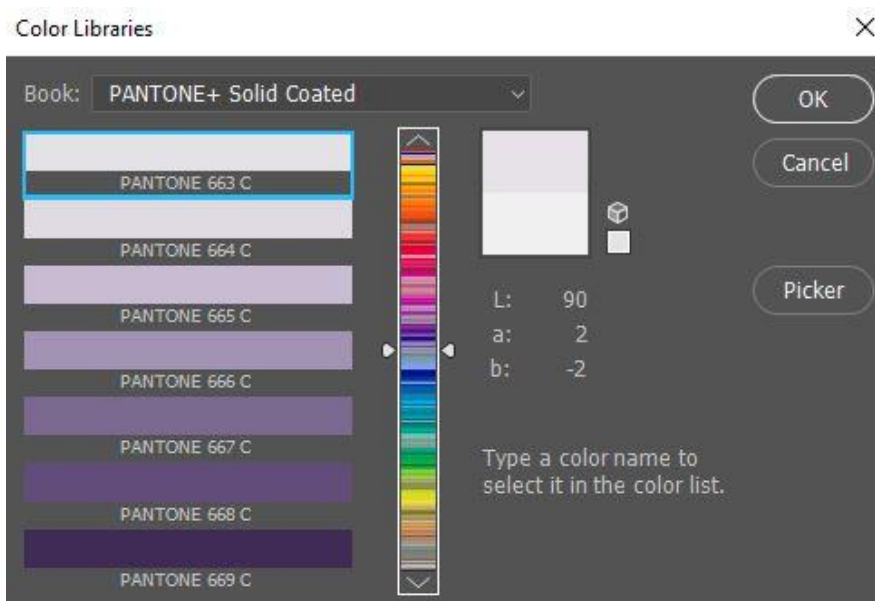 Color Libraries
Book: PANTONE+ Solid Coated
OK
Cancel
Picker
PANTONE 663 C
PANTONE 664 C
PANTONE 665 C
PANTONE 666 C
PANTONE 667 C
PANTONE 668 C
PANTONE 669 C
L: 90
a: 2
b: -2
Type a color name to
select it in the color list.